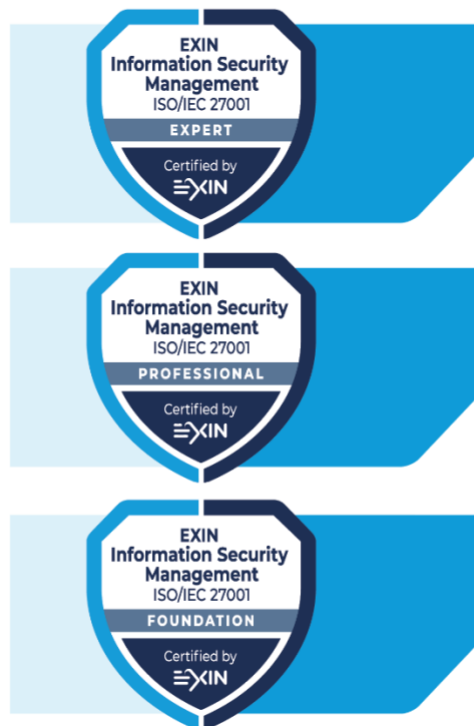 EXIN
Information Security
Management
ISO/IEC 27001
EXPERT
Certified by
EXIN
EXIN
Information Security
Management
ISO/IEC 27001
PROFESSIONAL
Certified by
EXIN
EXIN
Information Security
Management
ISO/IEC 27001
FOUNDATION
Certified by
EXIN